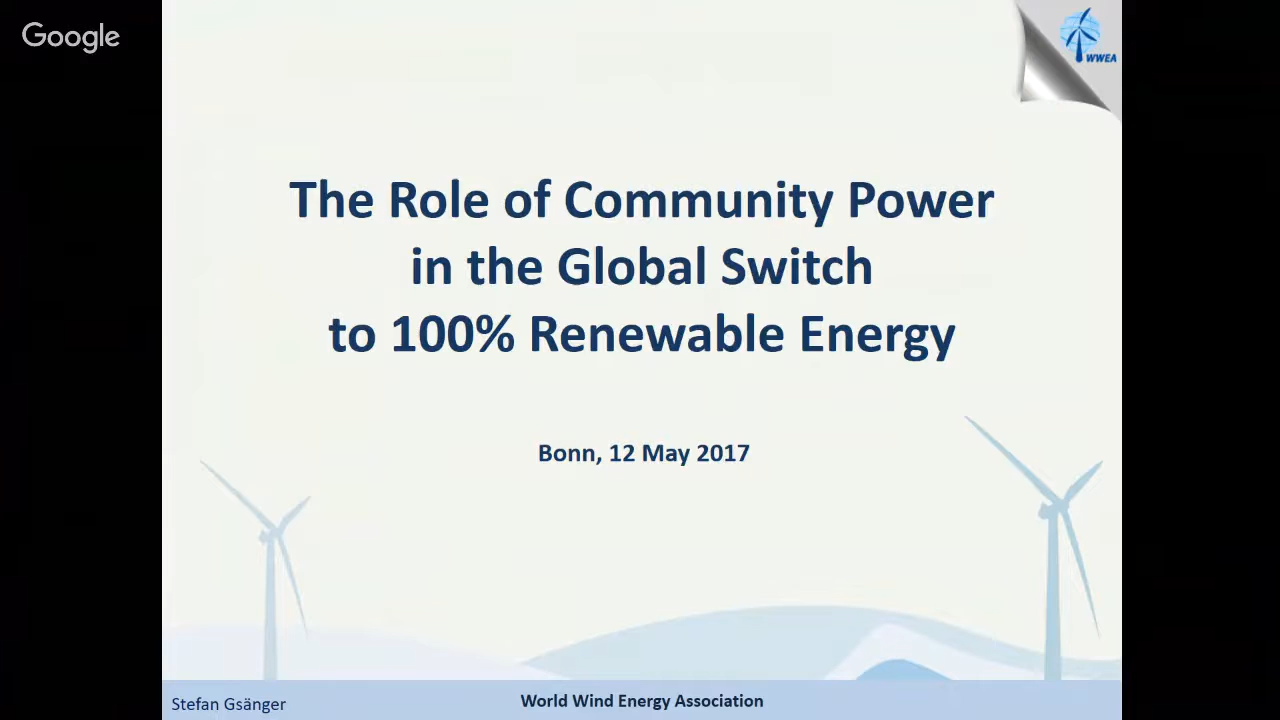 Google
WWEA
The Role of Community Power
in the Global Switch
to 100% Renewable Energy
Bonn, 12 May 2017
Stefan Gsänger
World Wind Energy Association